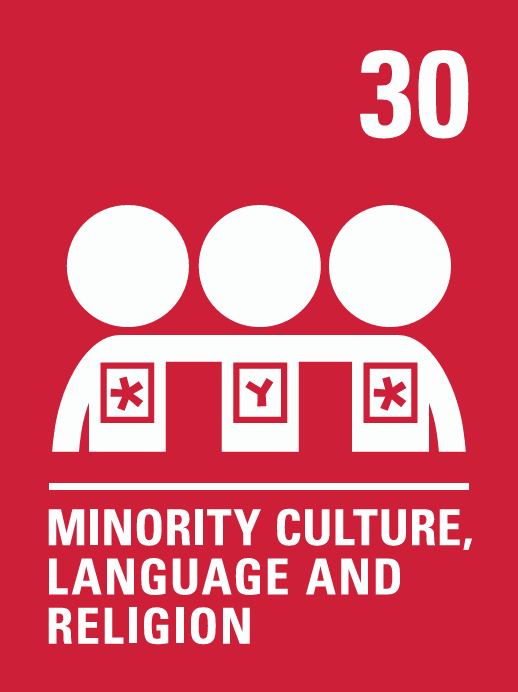 30
MINORITY CULTURE,
LANGUAGE AND
RELIGION